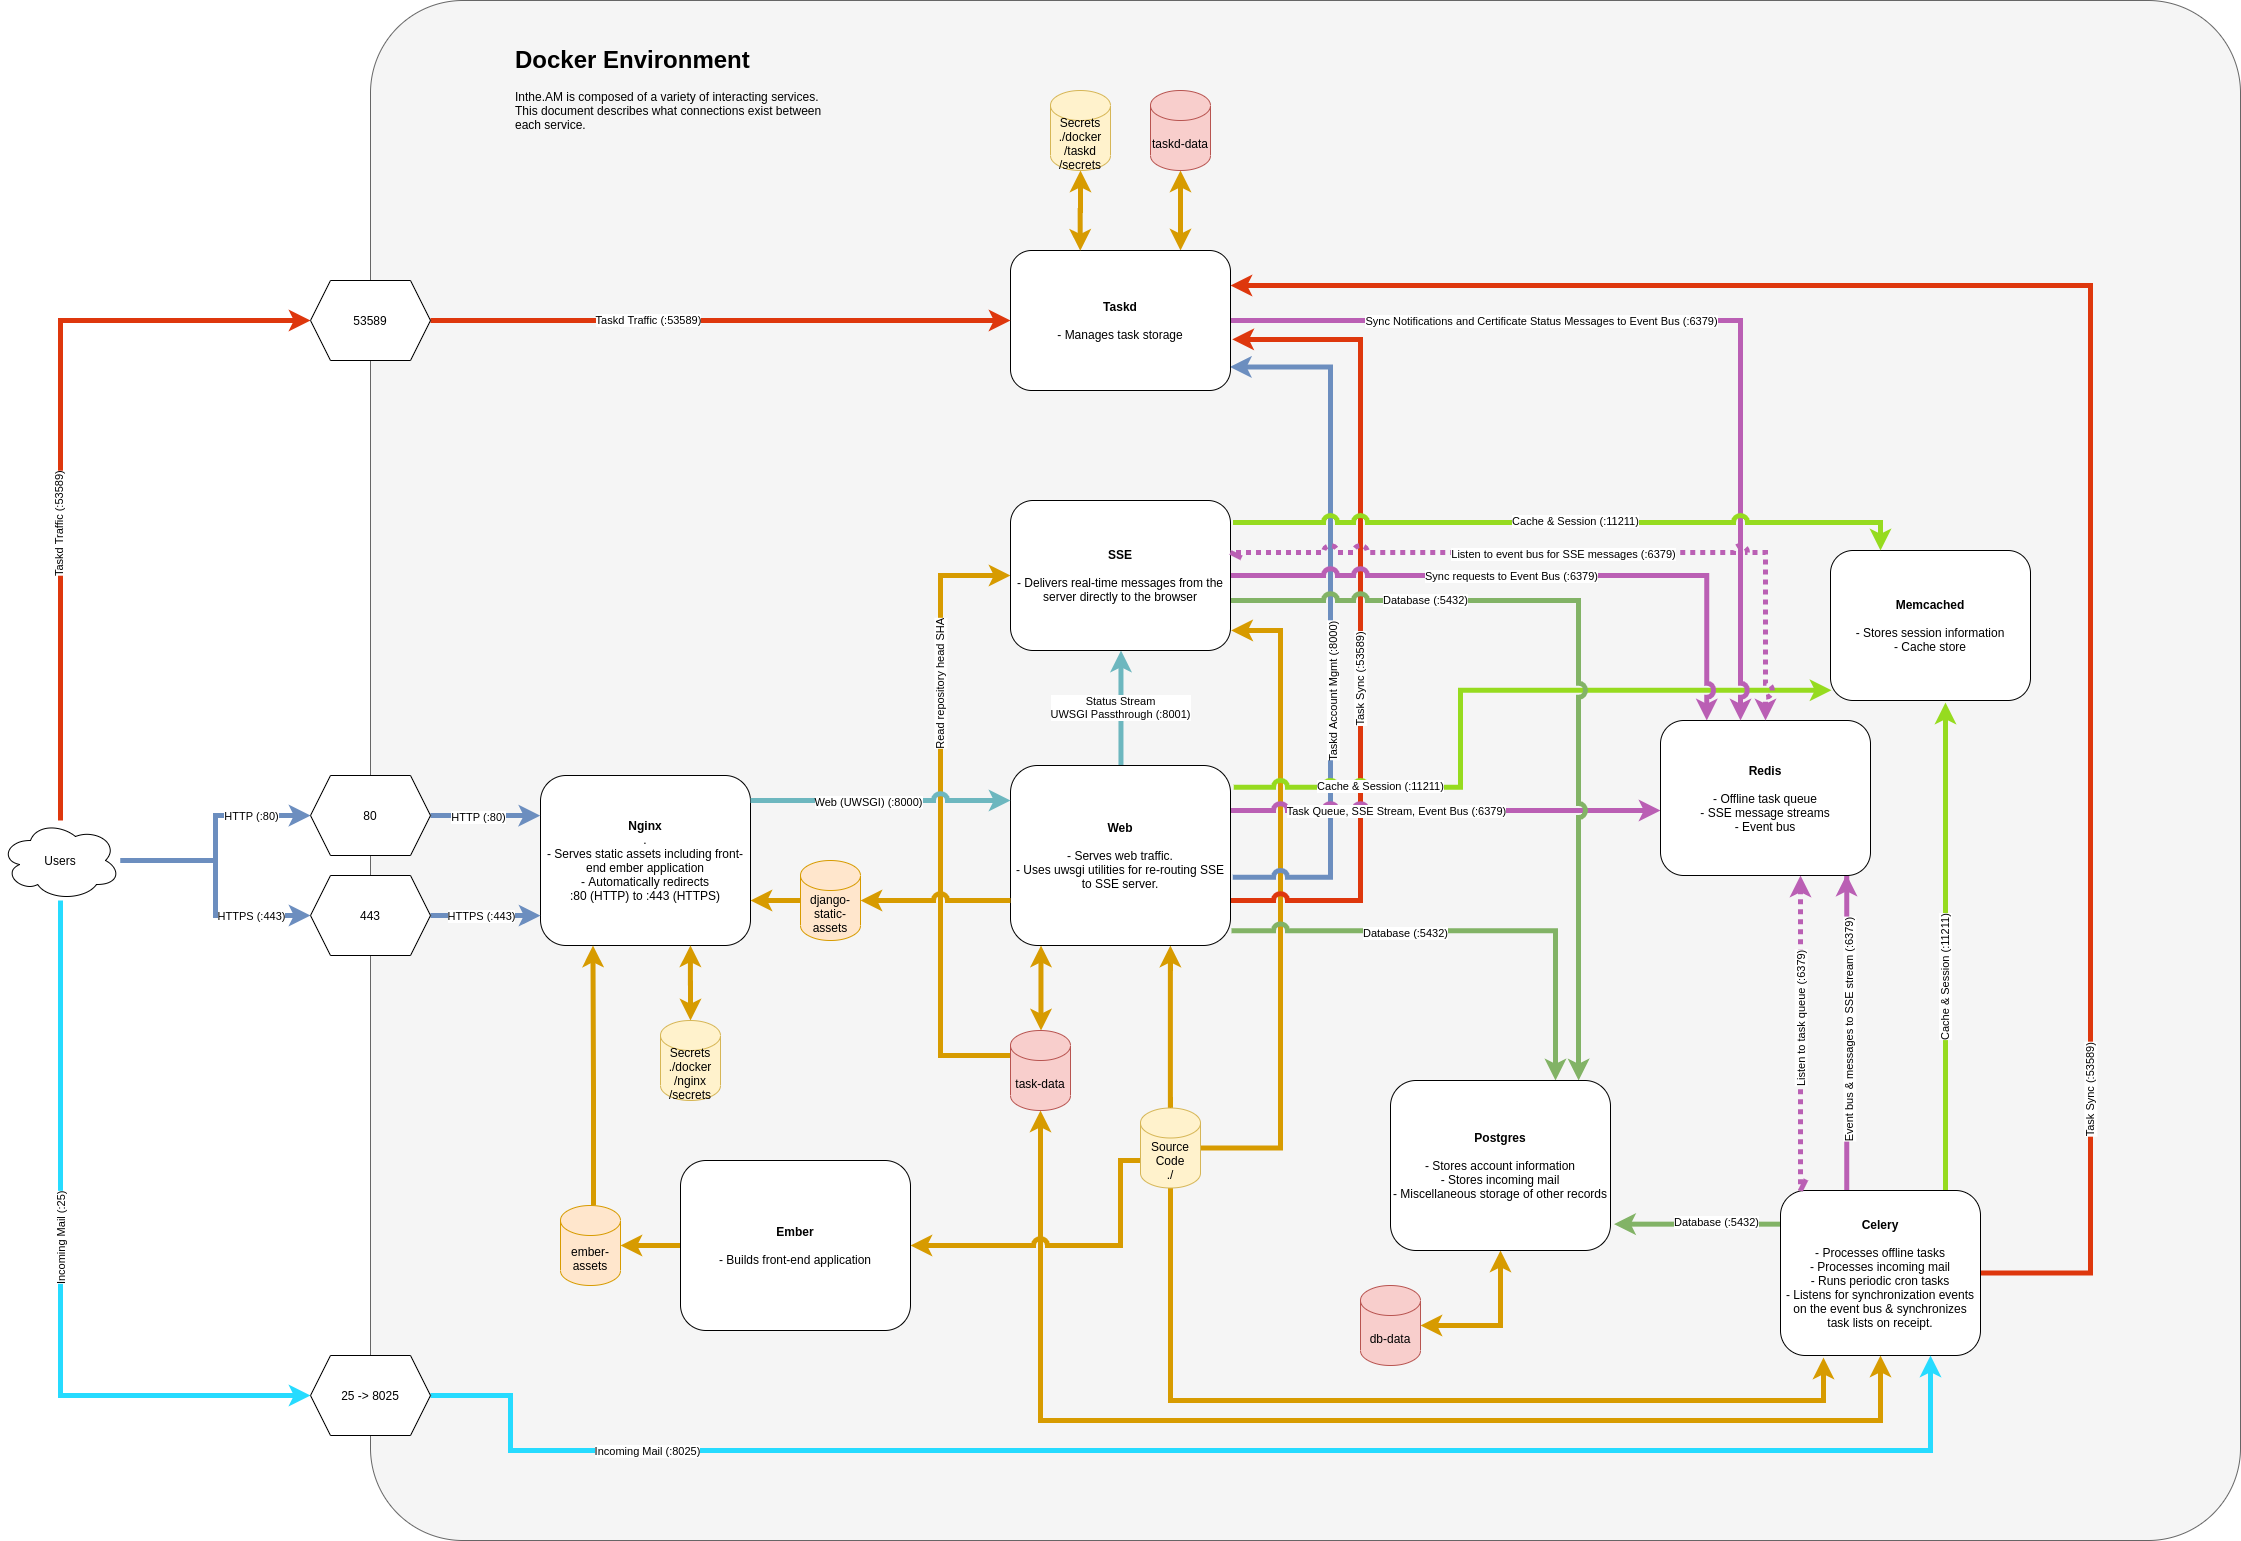 Docker Environment
Inthe.AM is composed of a variety of interacting services.
This document describes what connections exist between
each service.
Secrets
./docker
/taskd
/secrets
taskd-data
53589
Taskd Traffic (:53589)
Taskd
- Manages task storage
Sync Notifications and Certificate Status Messages to Event Bus (:6379)
Taskd Traffic (:53589)
SSE
- Delivers real-time messages from the
server directly to the browser
Cache & Session (:11211)
Listen to event bus for SSE messages (:6379)
Sync requests to Event Bus (:6379)
Database (:5432)
Memcached
- Stores session information
- Cache store
Read repository head SHA
Status Stream
UWSGI Passthrough (:8001)
Taskd Account Mgmt (:8000)
Task Sync (:53589)
Users
HTTP (:80)
80
HTTP (:80)
HTTPS (:443)
443
HTTPS (:443)
Nginx
.
- Serves static assets including front-
end ember application
- Automatically redirects
:80 (HTTP) to :443 (HTTPS)
Web (UWSGI) (:8000)
django-
static-
assets
Web
- Serves web traffic.
- Uses uwsgi utilities for re-routing SSE
to SSE server.
Cache & Session (:11211)
Task Queue, SSE Stream, Event Bus (:6379)
Database (:5432)
Redis
- Offline task queue
- SSE message streams
- Event bus
Listen to task queue (:6379)
Event bus & messages to SSE stream (:6379)
Cache & Session (:11211)
Task Sync (:53589)
Secrets
./docker
/nginx
/secrets
task-data
Source
Code
./
Postgres
- Stores account information
- Stores incoming mail
- Miscellaneous storage of other records
Database (:5432)
Celery
- Processes offline tasks
- Processes incoming mail
- Runs periodic cron tasks
- Listens for synchronization events
on the event bus & synchronizes
task lists on receipt.
Incoming Mail (:25)
ember-
assets
Ember
- Builds front-end application
db-data
25 -> 8025
Incoming Mail (:8025)